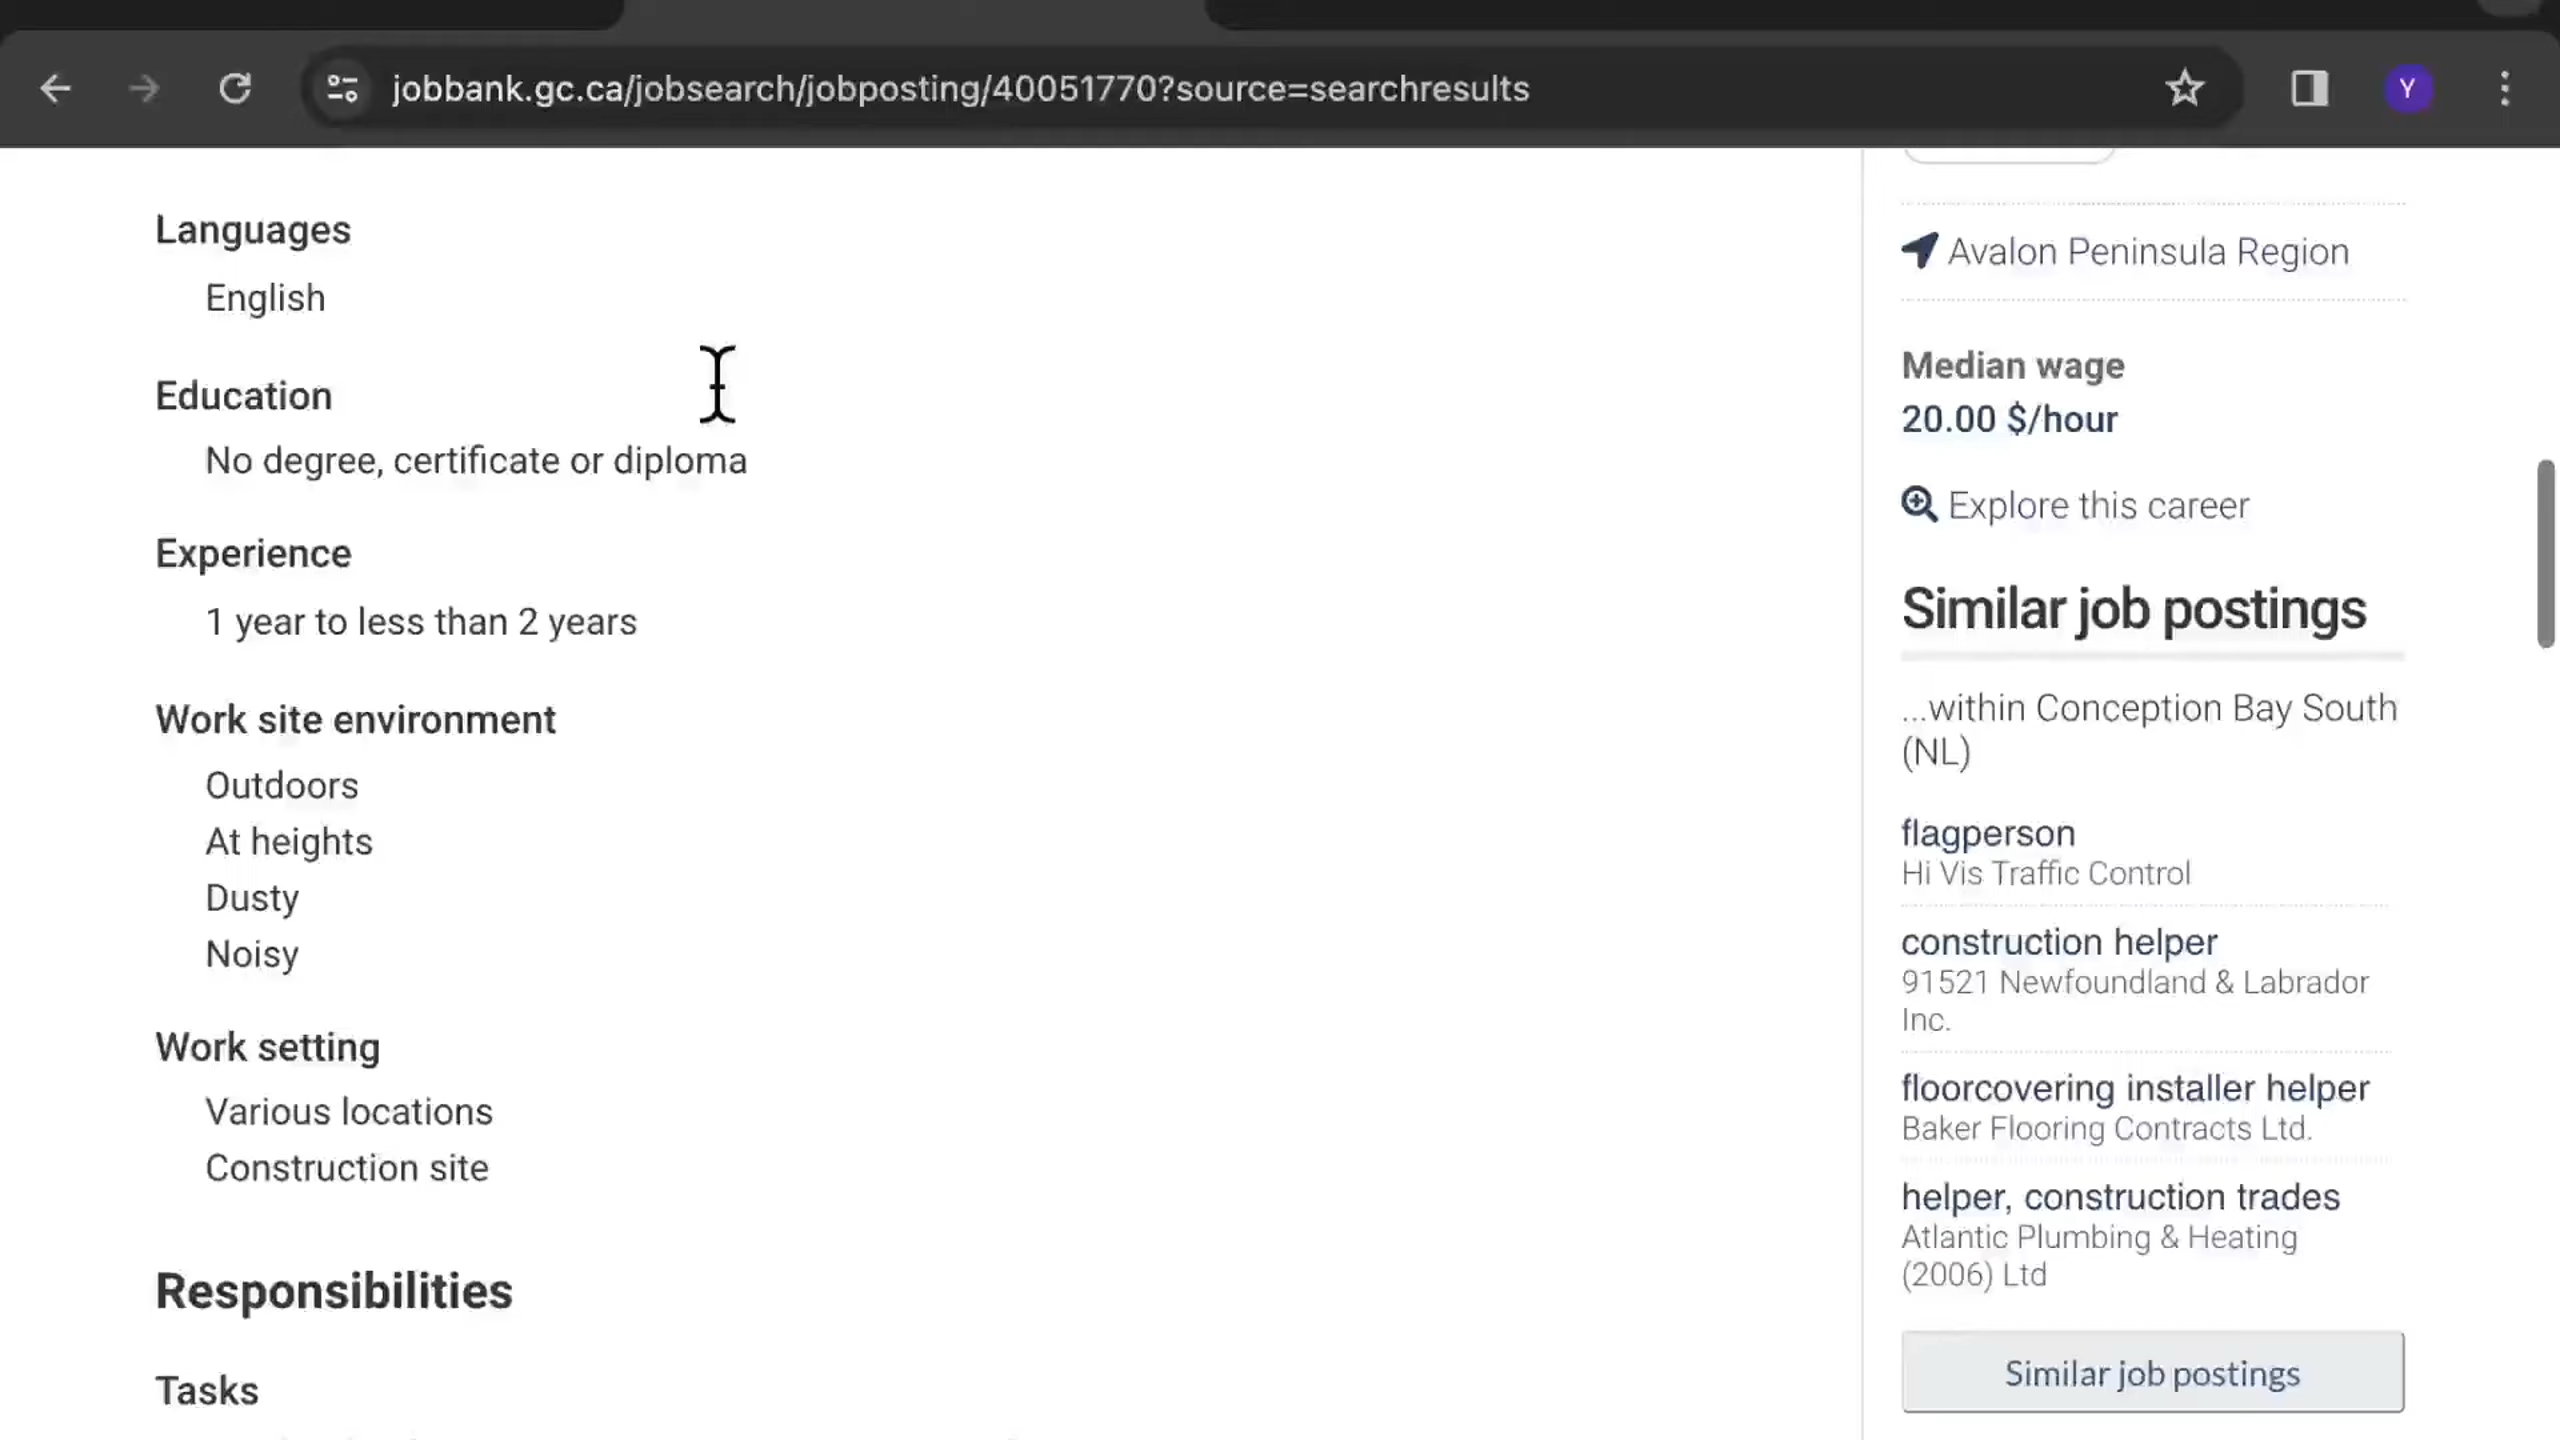 jobbank.gc.ca/jobsearch/jobposting/40051770?source=searchresults
Y
Languages
English
Education
No degree, certificate or diploma
Experience
1 year to less than 2 years
Work site environment
Outdoors
At heights
Dusty
Noisy
Work setting
Various locations
Construction site
Responsibilities
Tasks
Avalon Peninsula Region
Median wage
20.00 $/hour
Explore this career
Similar job postings
...within Conception Bay South
(NL)
flagperson
Hi Vis Traffic Control
construction helper
91521 Newfoundland & Labrador
Inc.
floorcovering installer helper
Baker Flooring Contracts Ltd.
helper, construction trades
Atlantic Plumbing & Heating
(2006) Ltd
Similar job postings